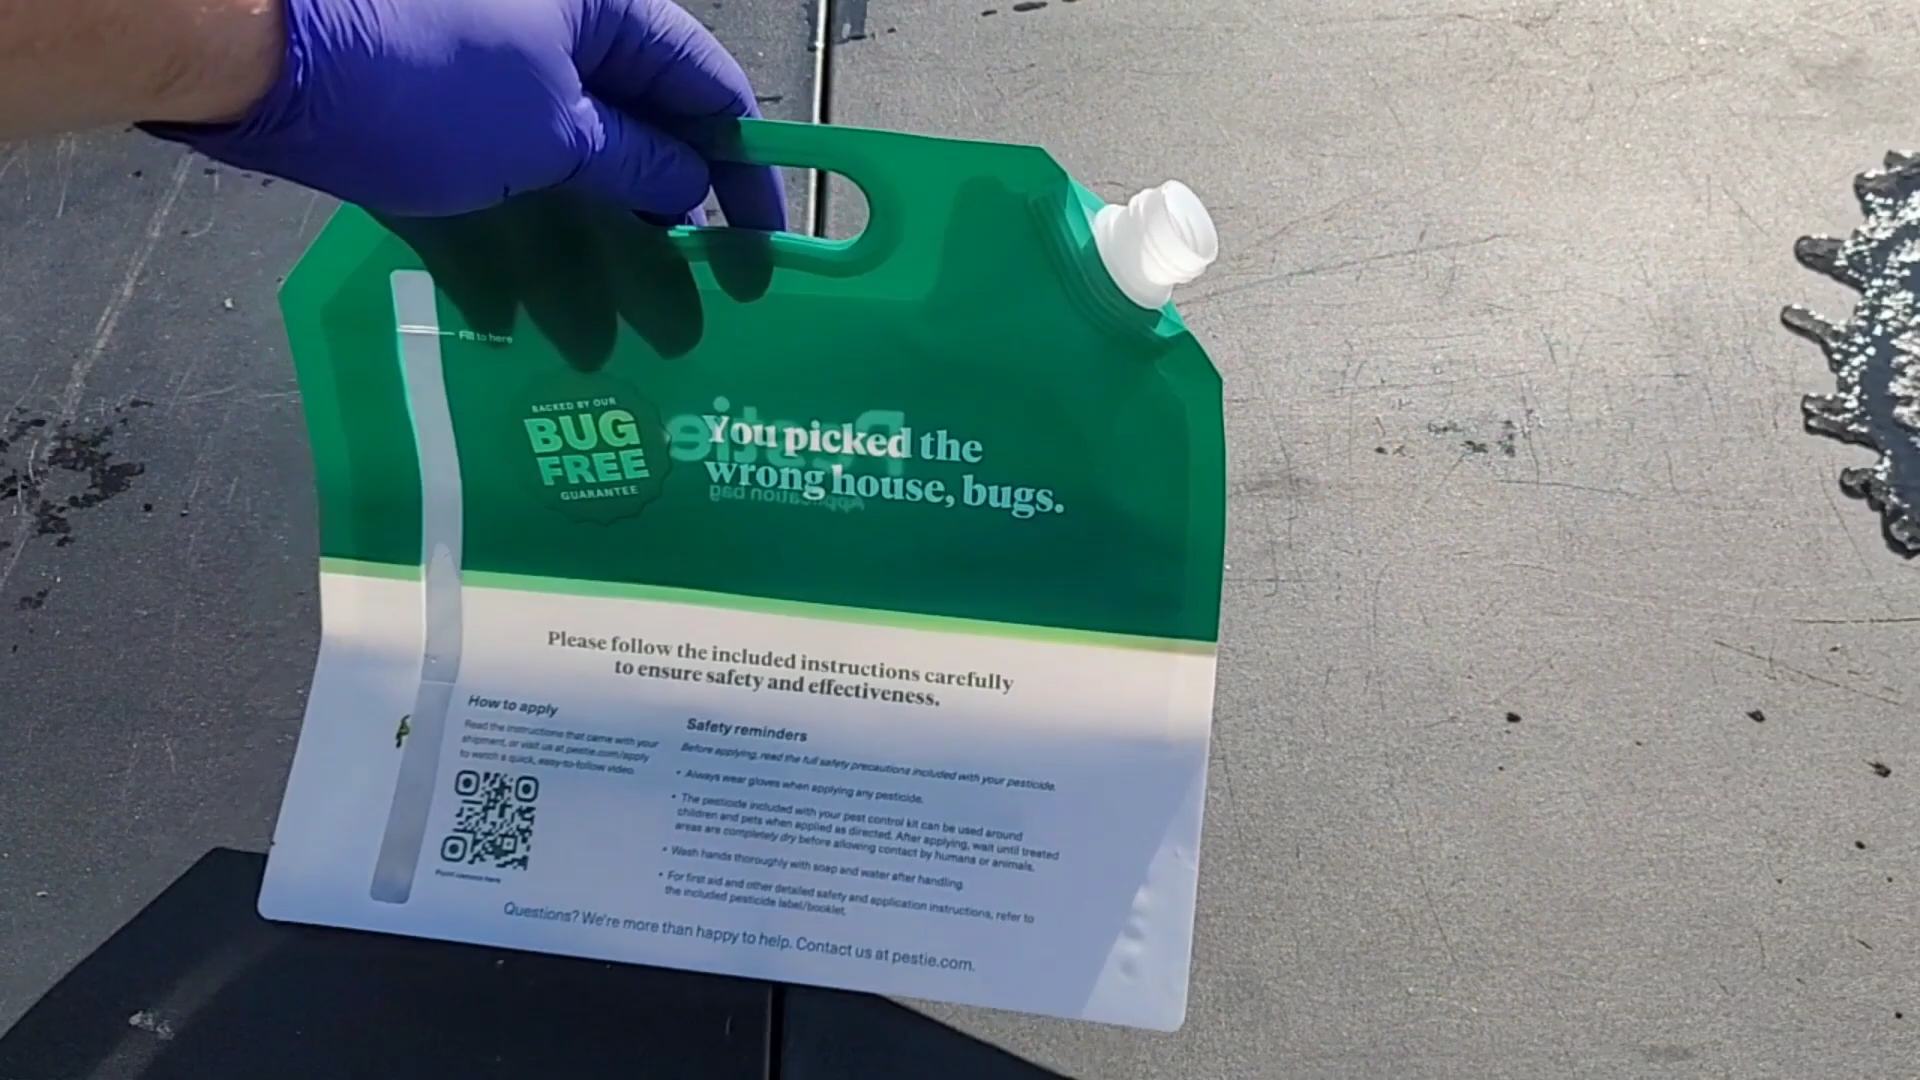 Fill to here
BACKED BY OUR
BUG
FREE
GUARANTEE
Pestie
Application bag
You picked the
wrong house, bugs.
Please follow the included instructions carefully
to ensure safety and effectiveness.
How to apply
Read the instructions that came with your
shipment, or visit us at pestie.com/apply
to watch a quick, easy-to-follow video.
Point camera here
Safety reminders
Before applying, read the full safety precautions included with your pesticide.
• Always wear gloves when applying any pesticide.
• The pesticide included with your pest control kit can be used around
children and pets when applied as directed. After applying, wait until treated
areas are completely dry before allowing contact by humans or animals.
• Wash hands thoroughly with soap and water after handling.
• For first aid and other detailed safety and application instructions, refer to
the included pesticide label/booklet.
Questions? We're more than happy to help. Contact us at pestie.com.